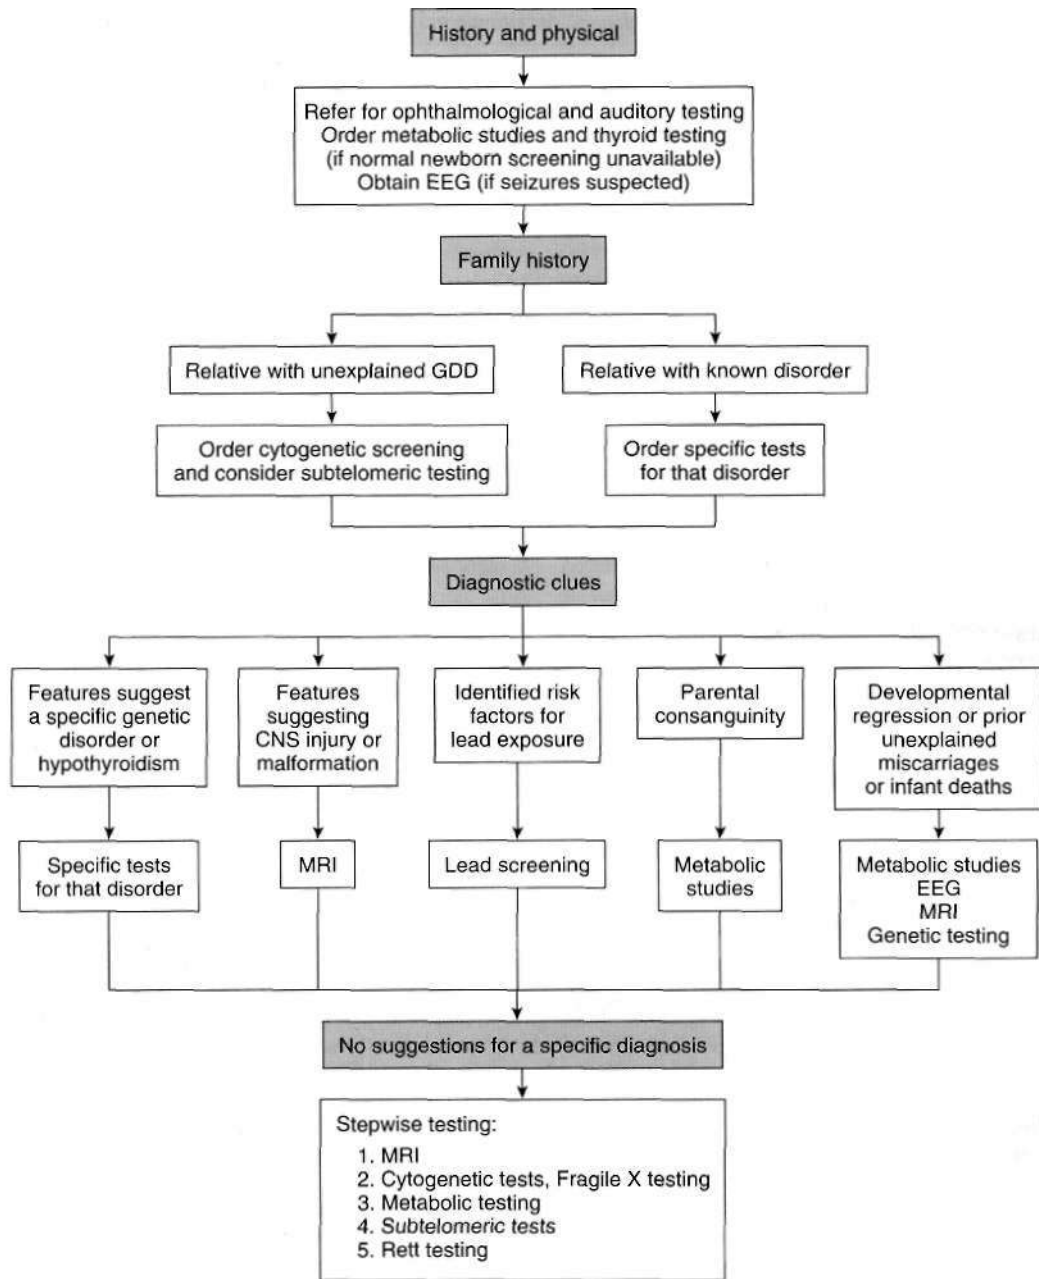 History and physical
Refer for ophthalmological and auditory testing
Order metabolic studies and thyroid testing
(if normal newborn screening unavailable)
Obtain EEG (if seizures suspected)
Family history
Relative with unexplained GDD
Relative with known disorder
Order cytogenetic screening
and consider subtelomeric testing
Order specific tests
for that disorder
Diagnostic clues
Features suggest
a specific genetic
disorder or
hypothyroidism
Features
suggesting
CNS injury or
malformation
Identified risk
factors for
lead exposure
Parental
consanguinity
Developmental
regression or prior
unexplained
miscarriages
or infant deaths
Specific tests
for that disorder
MRI
Lead screening
Metabolic
studies
Metabolic studies
EEG
MRI
Genetic testing
No suggestions for a specific diagnosis
Stepwise testing:
1. MRI
2. Cytogenetic tests, Fragile X testing
3. Metabolic testing
4. Subtelomeric tests
5. Rett testing